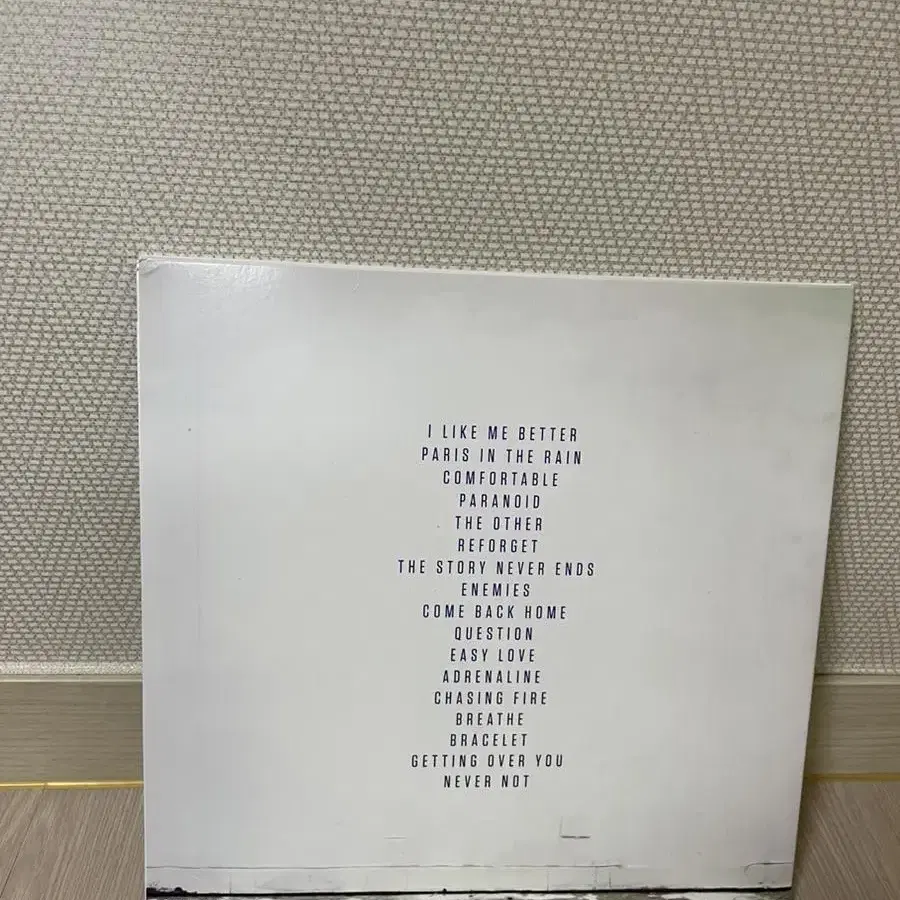 I LIKE ME BETTER
PARIS IN THE RAIN
COMFORTABLE
PARANOID
THE OTHER
REFORGET
THE STORY NEVER ENDS
ENEMIES
COME BACK HOME
QUESTION
EASY LOVE
ADRENALINE
CHASING FIRE
BREATHE
BRACELET
GETTING OVER YOU
NEVER NOT